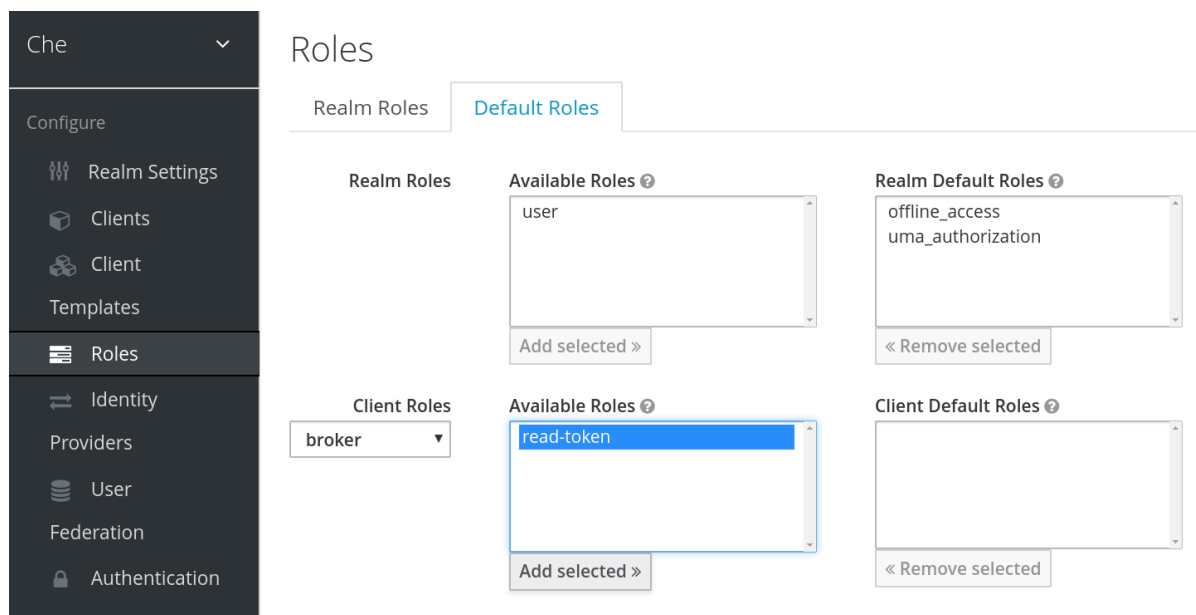 Che
Configure
Realm Settings
Clients
Client
Templates
Roles
Identity
Providers
User
Federation
Authentication
Roles
Realm Roles
Default Roles
Realm Roles
Available Roles
user
Add selected »
Realm Default Roles
offline_access
uma_authorization
« Remove selected
Client Roles
broker
Available Roles
read-token
Add selected »
Client Default Roles
« Remove selected